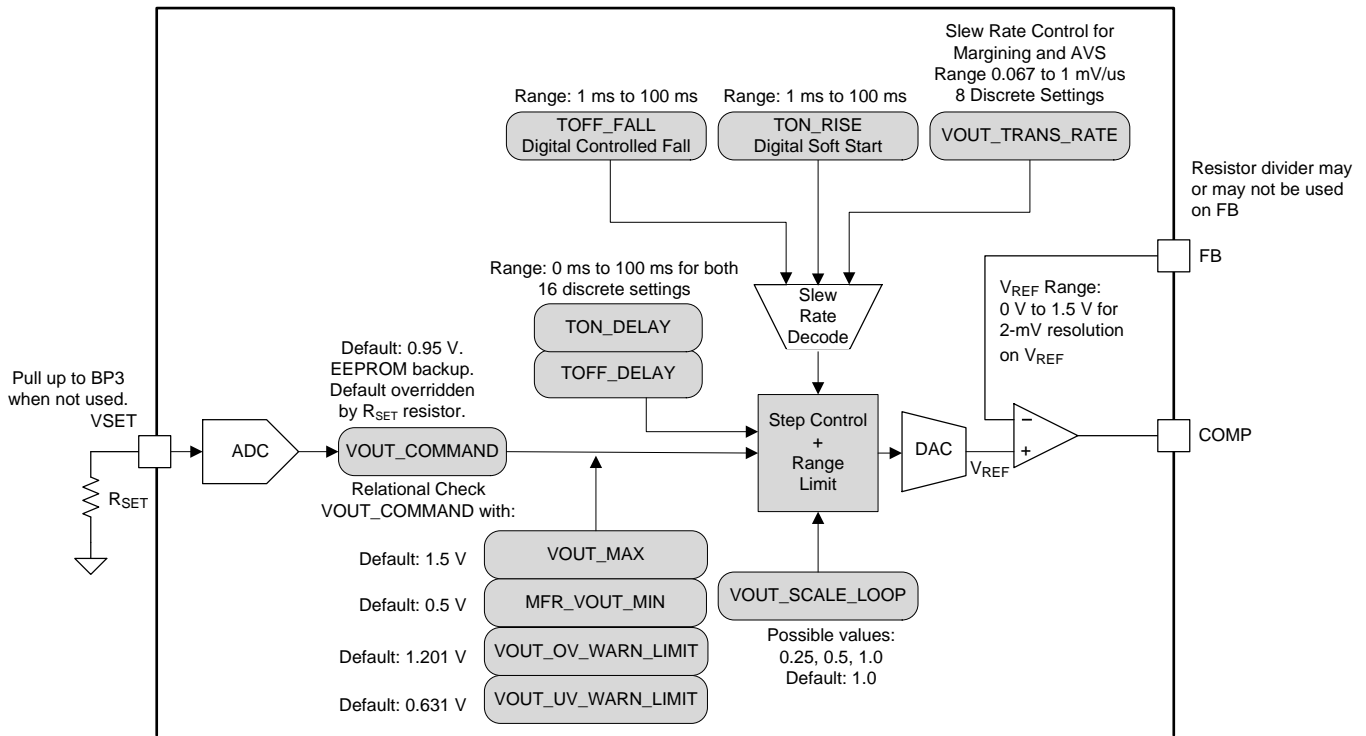 Slew Rate Control for
Margining and AVS
Range 0.067 to 1 mV/us
8 Discrete Settings
Range: 1 ms to 100 ms
Range: 1 ms to 100 ms
TOFF_FALL
Digital Controlled Fall
TON_RISE
Digital Soft Start
VOUT_TRANS_RATE
Resistor divider may
or may not be used
on FB
FB
Range: 0 ms to 100 ms for both
16 discrete settings
TON_DELAY
TOFF_DELAY
Slew
Rate
Decode
VREF Range:
0 V to 1.5 V for
2-mV resolution
on VREF
Default: 0.95 V.
EEPROM backup.
Default overridden
by RSET resistor.
Pull up to BP3
when not used.
VSET
RSET
ADC
VOUT_COMMAND
Relational Check
VOUT_COMMAND with:
Step Control
+
Range
Limit
DAC
VREF
−
+
COMP
Default: 1.5 V
VOUT_MAX
Default: 0.5 V
MFR_VOUT_MIN
Default: 1.201 V
VOUT_OV_WARN_LIMIT
Default: 0.631 V
VOUT_UV_WARN_LIMIT
VOUT_SCALE_LOOP
Possible values:
0.25, 0.5, 1.0
Default: 1.0